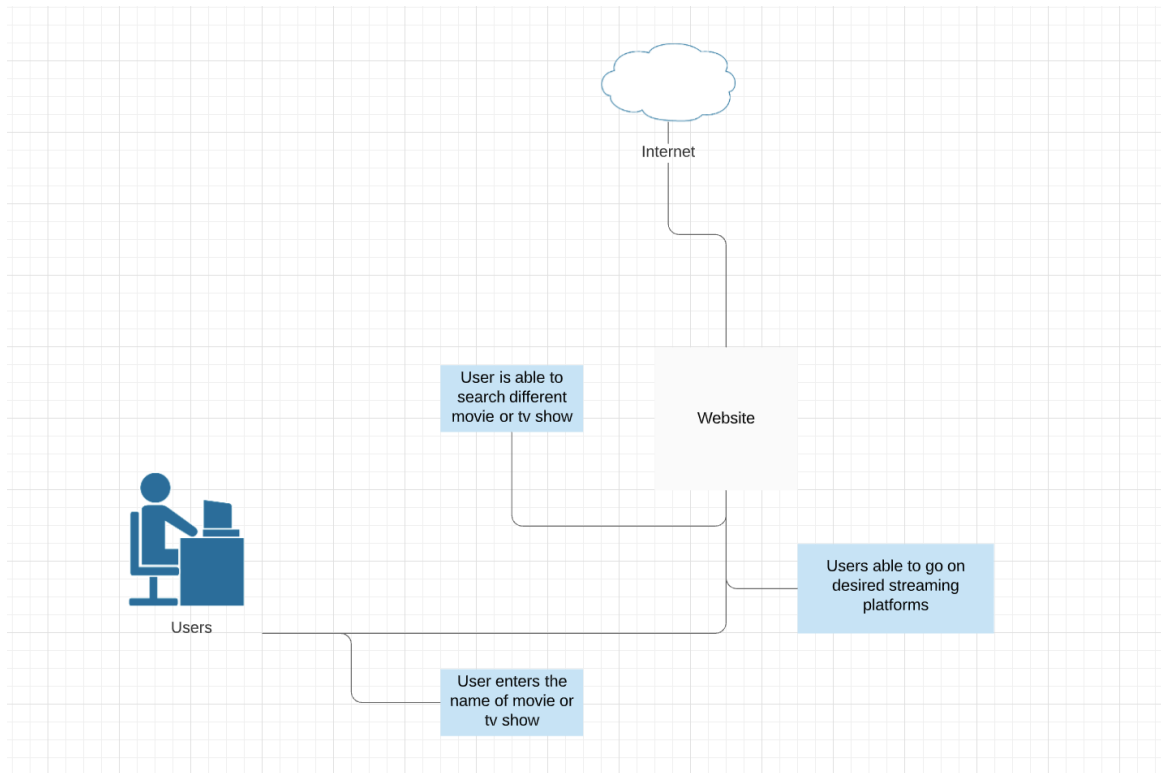 Internet
User is able to
search different
movie or tv show
Website
Users able to go on
desired streaming
platforms
Users
User enters the
name of movie or
tv show